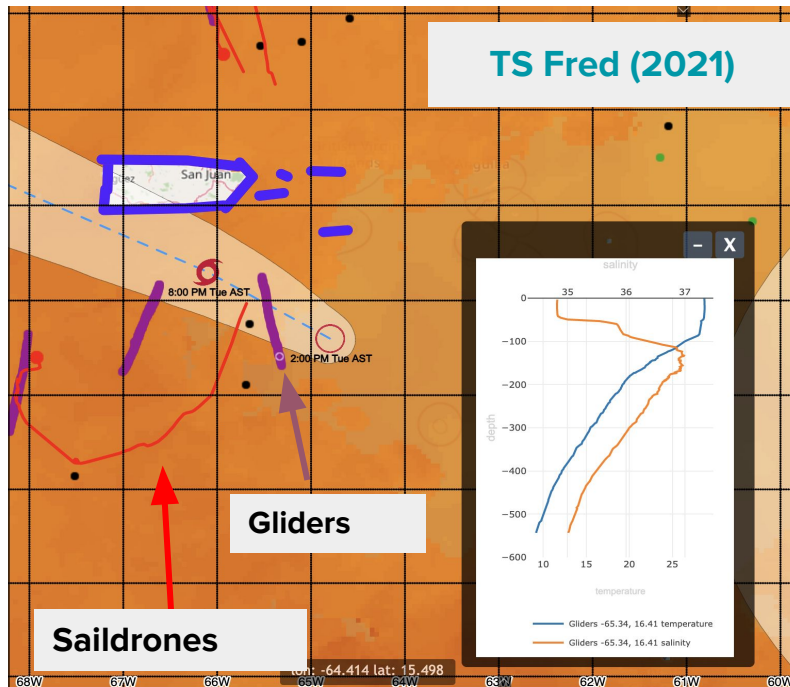 TS Fred (2021)
San Juan
guez
8:00 PM Tue AST
2:00 PM Tue AST
Gliders
Saildrones
– X
salinity
35 36 37
0
−100
−200
−300
−400
−500
−600
depth
10 15 20 25
temperature
Gliders -65.34, 16.41 temperature
Gliders -65.34, 16.41 salinity
lon: -64.414 lat: 15.498
68W 67W 66W 65W 64W 63W 62W 61W 60W